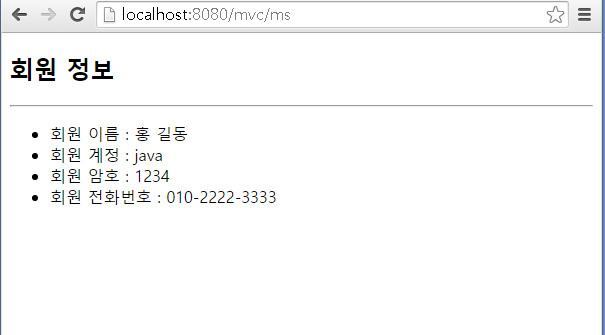 localhost:8080/mvc/ms
회원 정보
회원 이름 : 홍 길동
회원 계정 : java
회원 암호 : 1234
회원 전화번호 : 010-2222-3333